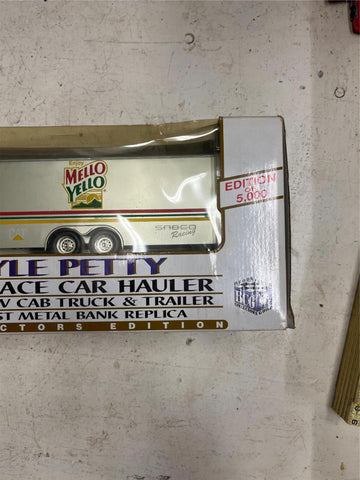 Enjoy
MELLO
YELLO
EDITION
OF
5,000
CAT
SABCO
Racing
YLE PETTY
ACE CAR HAULER
CAB TRUCK & TRAILER
ST METAL BANK REPLICA
CTORS EDITION